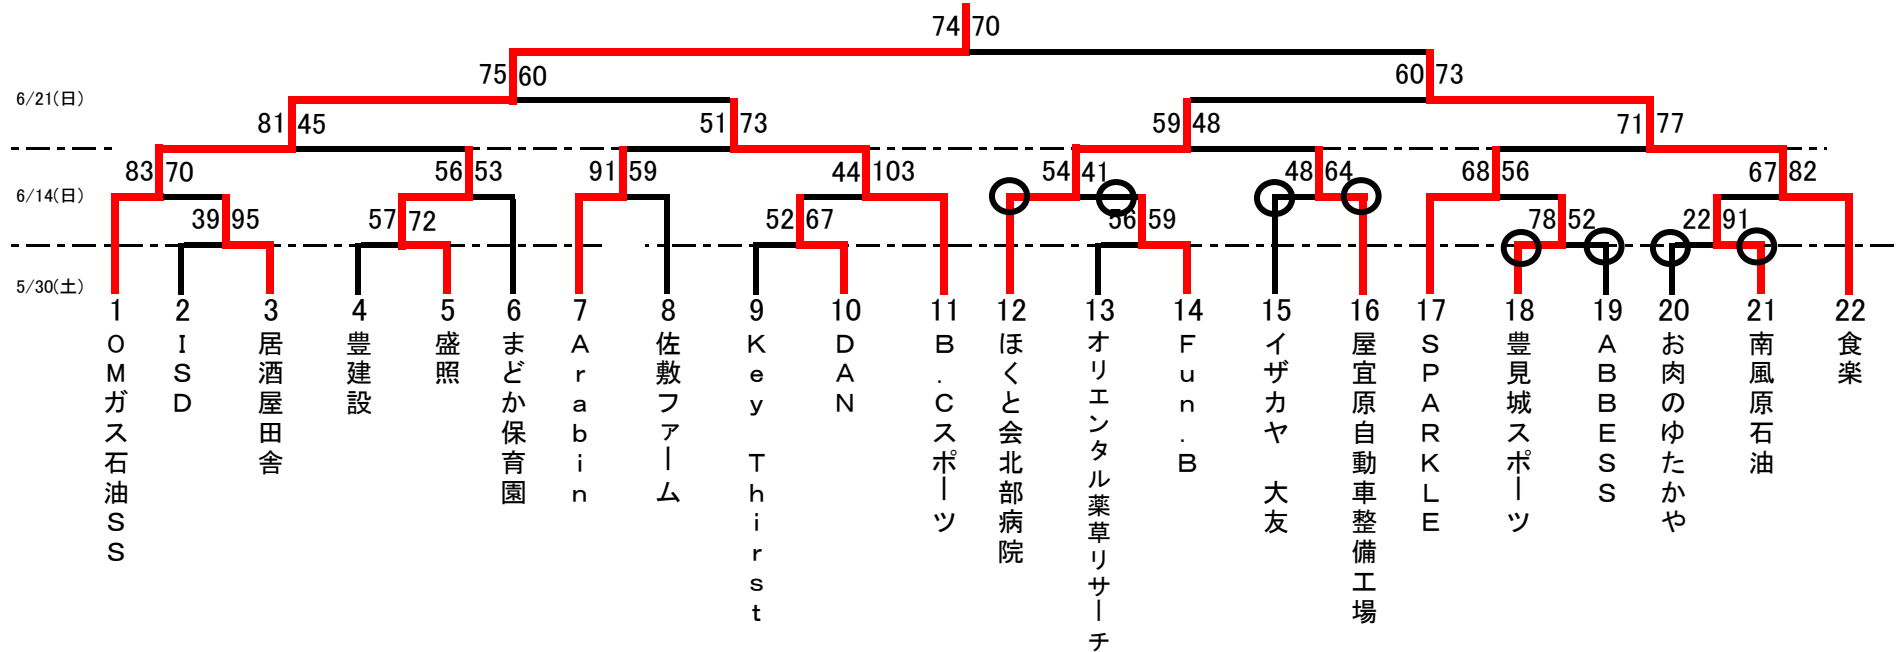 74 70
75 60
60 73
6/21(日)
81 45
51 73
59 48
71 77
83 70
56 53
91 59
44 103
54 41
48 64
68 56
67 82
6/14(日)
39 95
57 72
52 67
56 59
78 52
22 91
5/30(土)
1 2 3 4 5 6 7 8 9 10 11 12 13 14 15 16 17 18 19 20 21 22
OMガス石油SS
ISD
居酒屋田舎
豊建設
盛照
まどか保育園
Arabin
佐敷ファーム
Key Thirst
DAN
B.Cスポーツ
ほくと会北部病院
オリエンタル薬草リサーチ
Fun.B
イザカヤ 大友
屋宜原自動車整備工場
SPARKLE
豊見城スポーツ
ABBESS
お肉のゆたかや
南風原石油
食楽